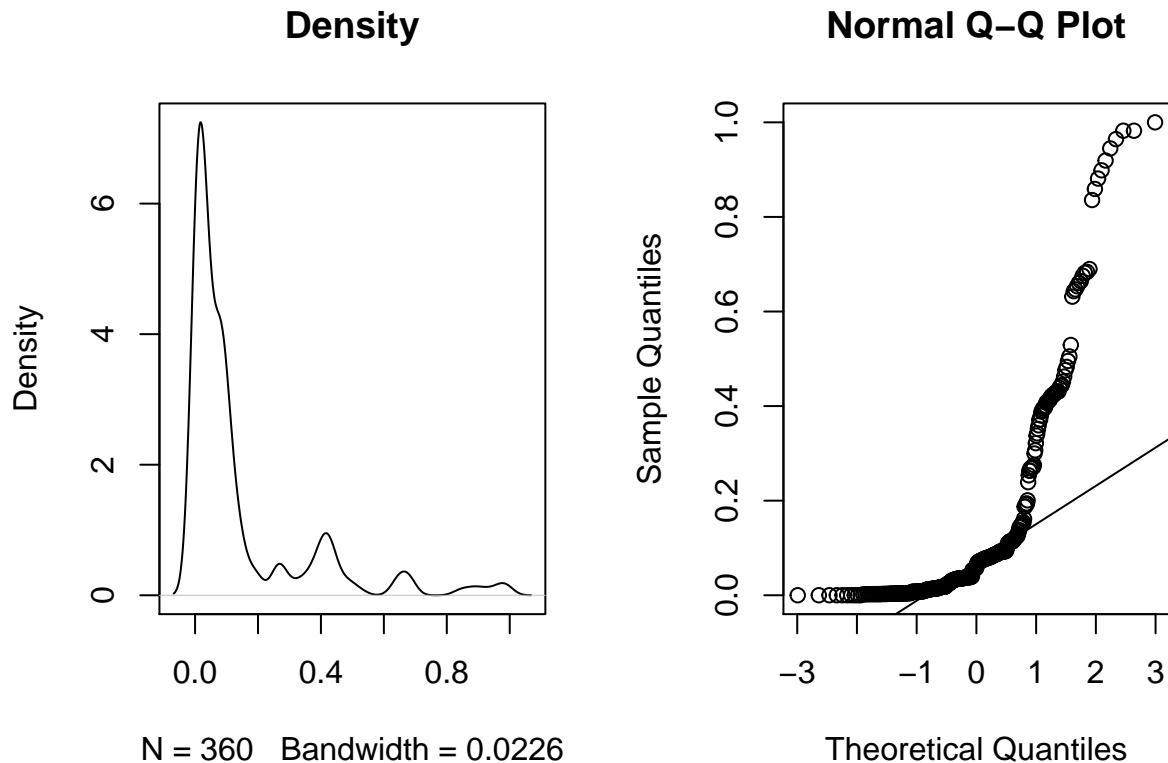 Density
Density
0 2 4 6
0.0 0.4 0.8
N = 360 Bandwidth = 0.0226
Normal Q−Q Plot
Sample Quantiles
0.0 0.2 0.4 0.6 0.8 1.0
−3 −1 0 1 2 3
Theoretical Quantiles